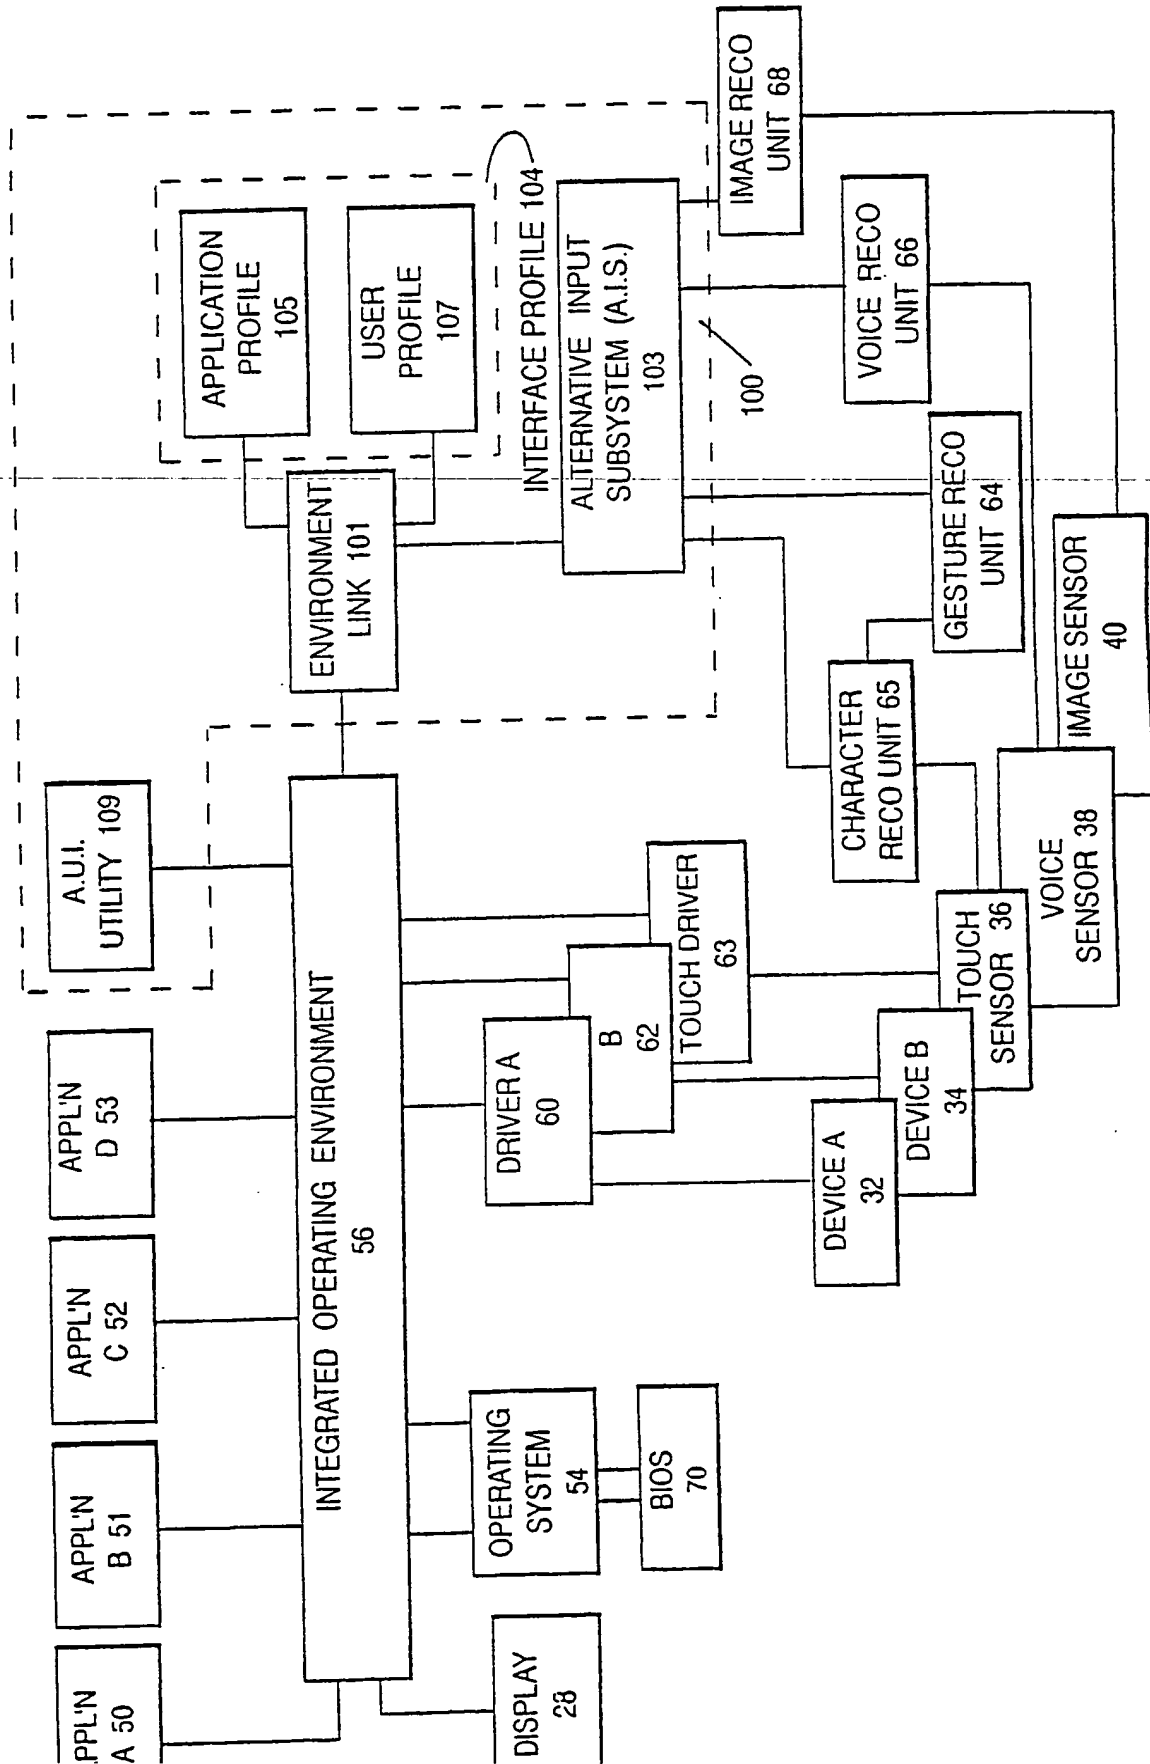 APPL'N
A 50
APPL'N
B 51
APPL'N
C 52
APPL'N
D 53
A.U.I.
UTILITY 109
INTEGRATED OPERATING ENVIRONMENT
56
ENVIRONMENT
LINK 101
APPLICATION
PROFILE
105
USER
PROFILE
107
INTERFACE PROFILE 104
ALTERNATIVE INPUT
SUBSYSTEM (A.I.S.)
103
100
DISPLAY
28
OPERATING
SYSTEM
54
BIOS
70
DRIVER A
60
B
62
TOUCH DRIVER
63
DEVICE A
32
DEVICE B
34
TOUCH
SENSOR 36
VOICE
SENSOR 38
IMAGE SENSOR
40
CHARACTER
RECO UNIT 65
GESTURE RECO
UNIT 64
VOICE RECO
UNIT 66
IMAGE RECO
UNIT 68